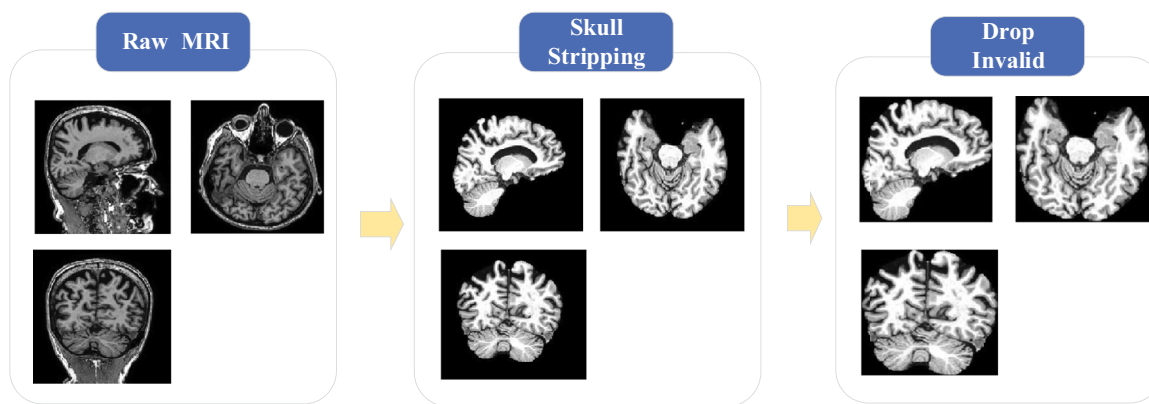 Raw MRI
Skull
Stripping
Drop
Invalid